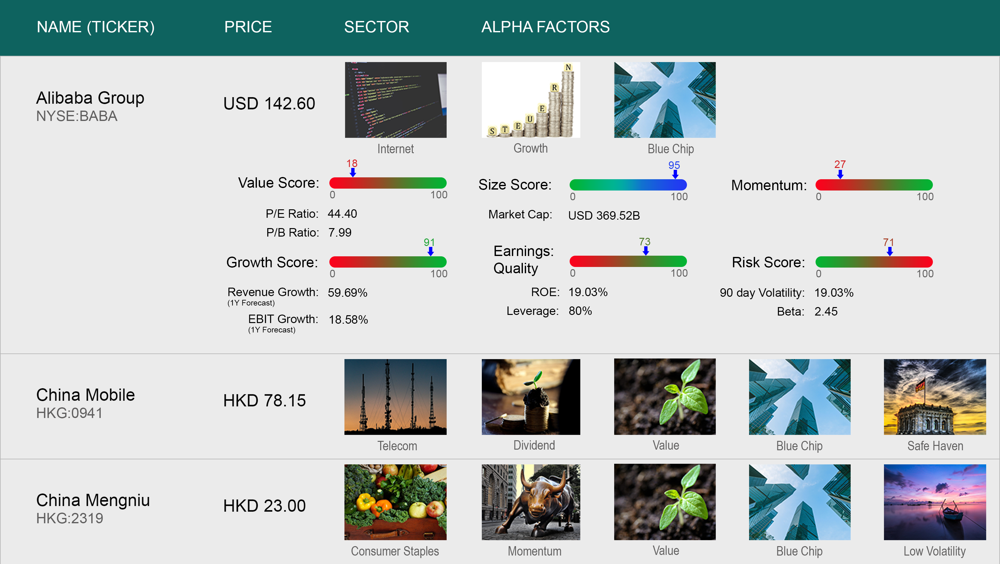 NAME (TICKER) PRICE SECTOR ALPHA FACTORS
S T E U E R N
Alibaba Group
NYSE:BABA
USD 142.60
Internet Growth Blue Chip
18
Value Score:
0 100
P/E Ratio: 44.40
P/B Ratio: 7.99
95
Size Score:
0 100
Market Cap: USD 369.52B
27
Momentum:
0 100
91
Growth Score:
0 100
Revenue Growth: 59.69%
(1Y Forecast)
EBIT Growth: 18.58%
(1Y Forecast)
73
Earnings:
Quality
0 100
ROE: 19.03%
Leverage: 80%
71
Risk Score:
0 100
90 day Volatility: 19.03%
Beta: 2.45
China Mobile
HKG:0941
HKD 78.15
Telecom Dividend Value Blue Chip Safe Haven
China Mengniu
HKG:2319
HKD 23.00
Consumer Staples Momentum Value Blue Chip Low Volatility